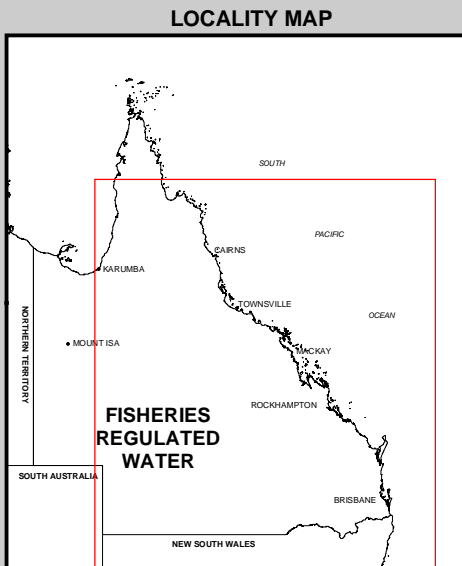 LOCALITY MAP
SOUTH
PACIFIC
CAIRNS
KARUMBA
TOWNSVILLE
OCEAN
NORTHERN TERRITORY
MOUNT ISA
MACKAY
ROCKHAMPTON
FISHERIES
REGULATED
WATER
SOUTH AUSTRALIA
BRISBANE
NEW SOUTH WALES